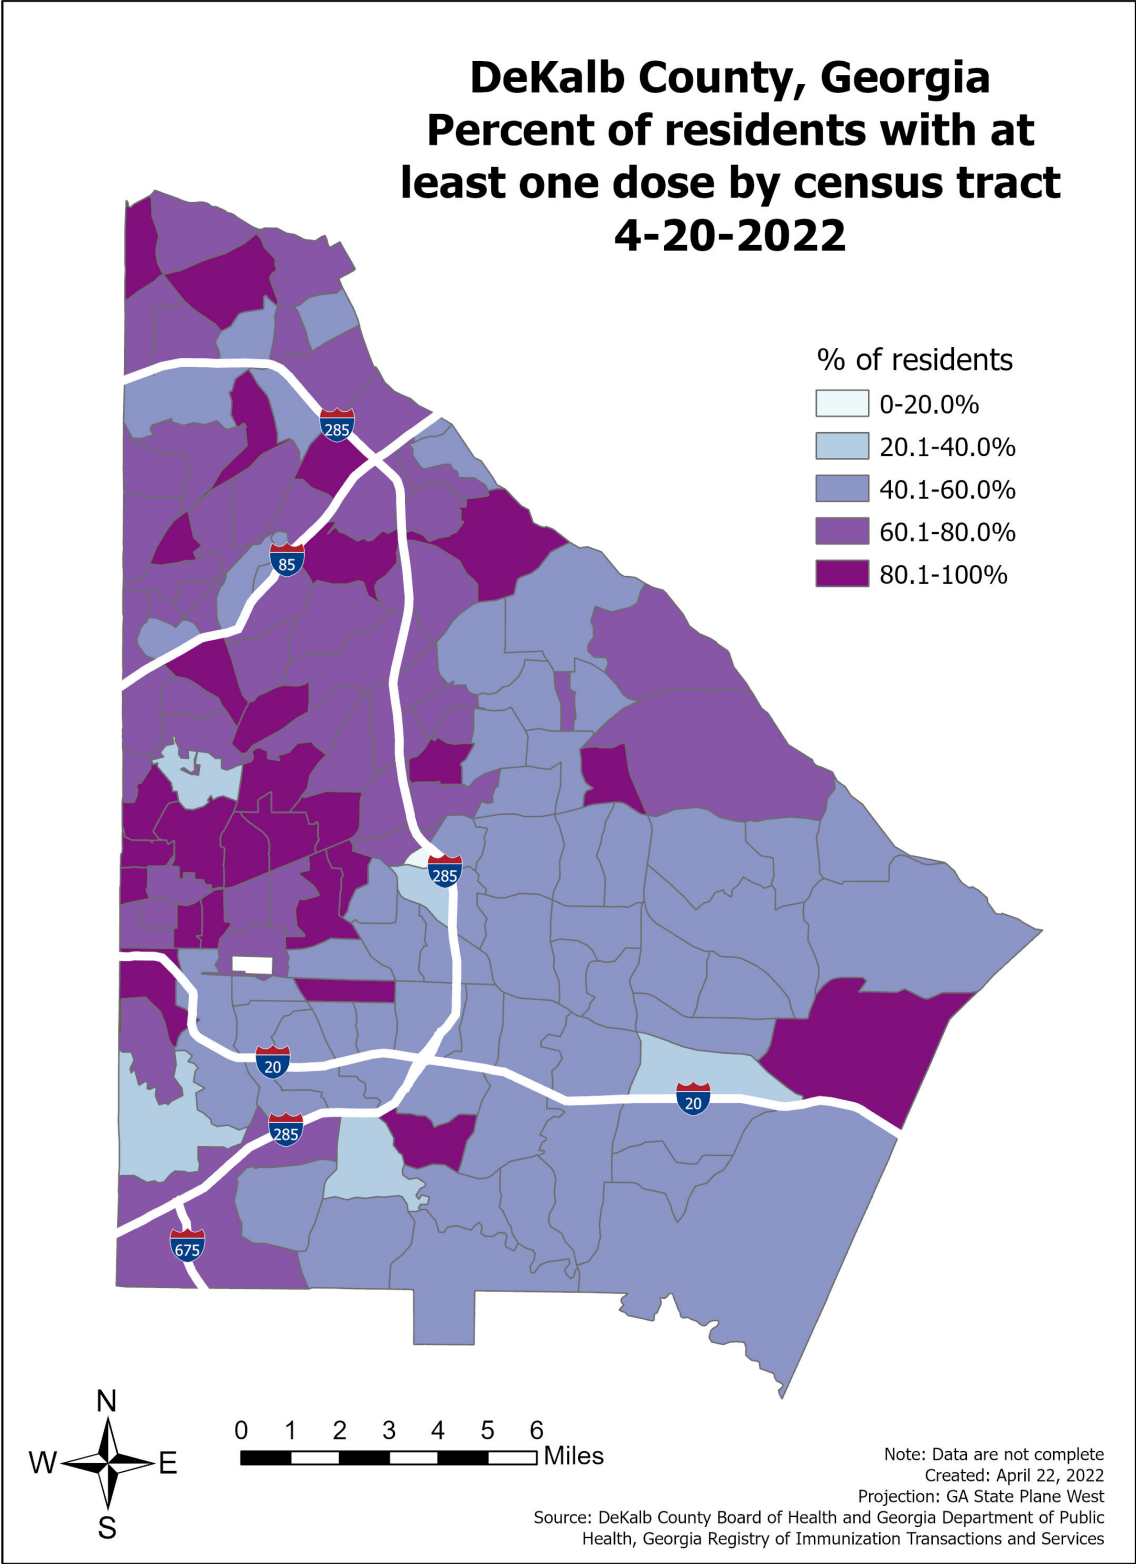 DeKalb County, Georgia
Percent of residents with at
least one dose by census tract
4-20-2022
% of residents
0-20.0%
20.1-40.0%
40.1-60.0%
60.1-80.0%
80.1-100%
285
85
285
20
20
285
675
N
W E
S
0 1 2 3 4 5 6
Miles
Note: Data are not complete
Created: April 22, 2022
Projection: GA State Plane West
Source: DeKalb County Board of Health and Georgia Department of Public
Health, Georgia Registry of Immunization Transactions and Services